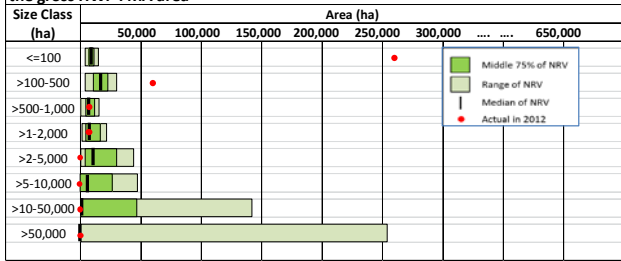 Size Class
(ha)
Area (ha)
50,000 100,000 150,000 200,000 250,000 300,000 .... .... 650,000
<=100
>100-500
>500-1,000
>1-2,000
>2-5,000
>5-10,000
>10-50,000
>50,000
Middle 75% of NRV
Range of NRV
Median of NRV
Actual in 2012